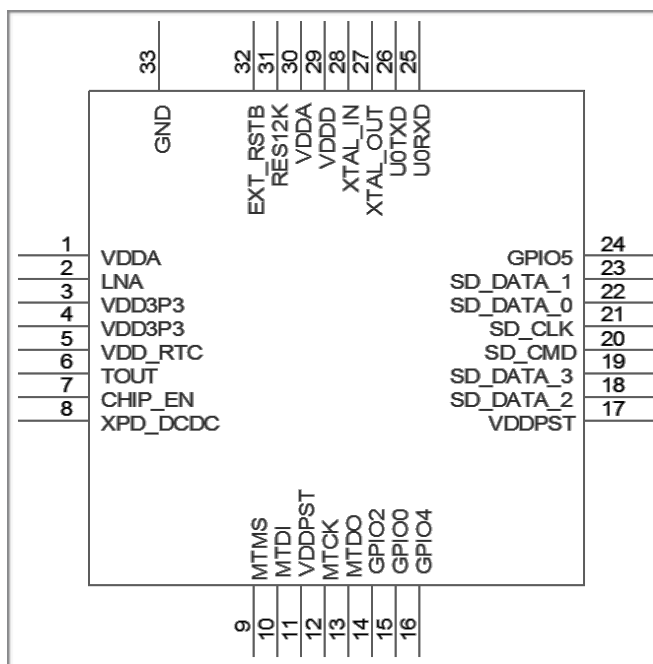 33
32
31
30
29
28
27
26
25
GND
EXT_RSTB
RES12K
VDDA
VDDD
XTAL_IN
XTAL_OUT
U0TXD
U0RXD
1 VDDA
2 LNA
3 VDD3P3
4 VDD3P3
5 VDD_RTC
6 TOUT
7 CHIP_EN
8 XPD_DCDC
GPIO5 24
SD_DATA_1 23
SD_DATA_0 22
SD_CLK 21
SD_CMD 20
SD_DATA_3 19
SD_DATA_2 18
VDDPST 17
MTMS
MTDI
VDDPST
MTCK
MTDO
GPIO2
GPIO0
GPIO4
9
10
11
12
13
14
15
16